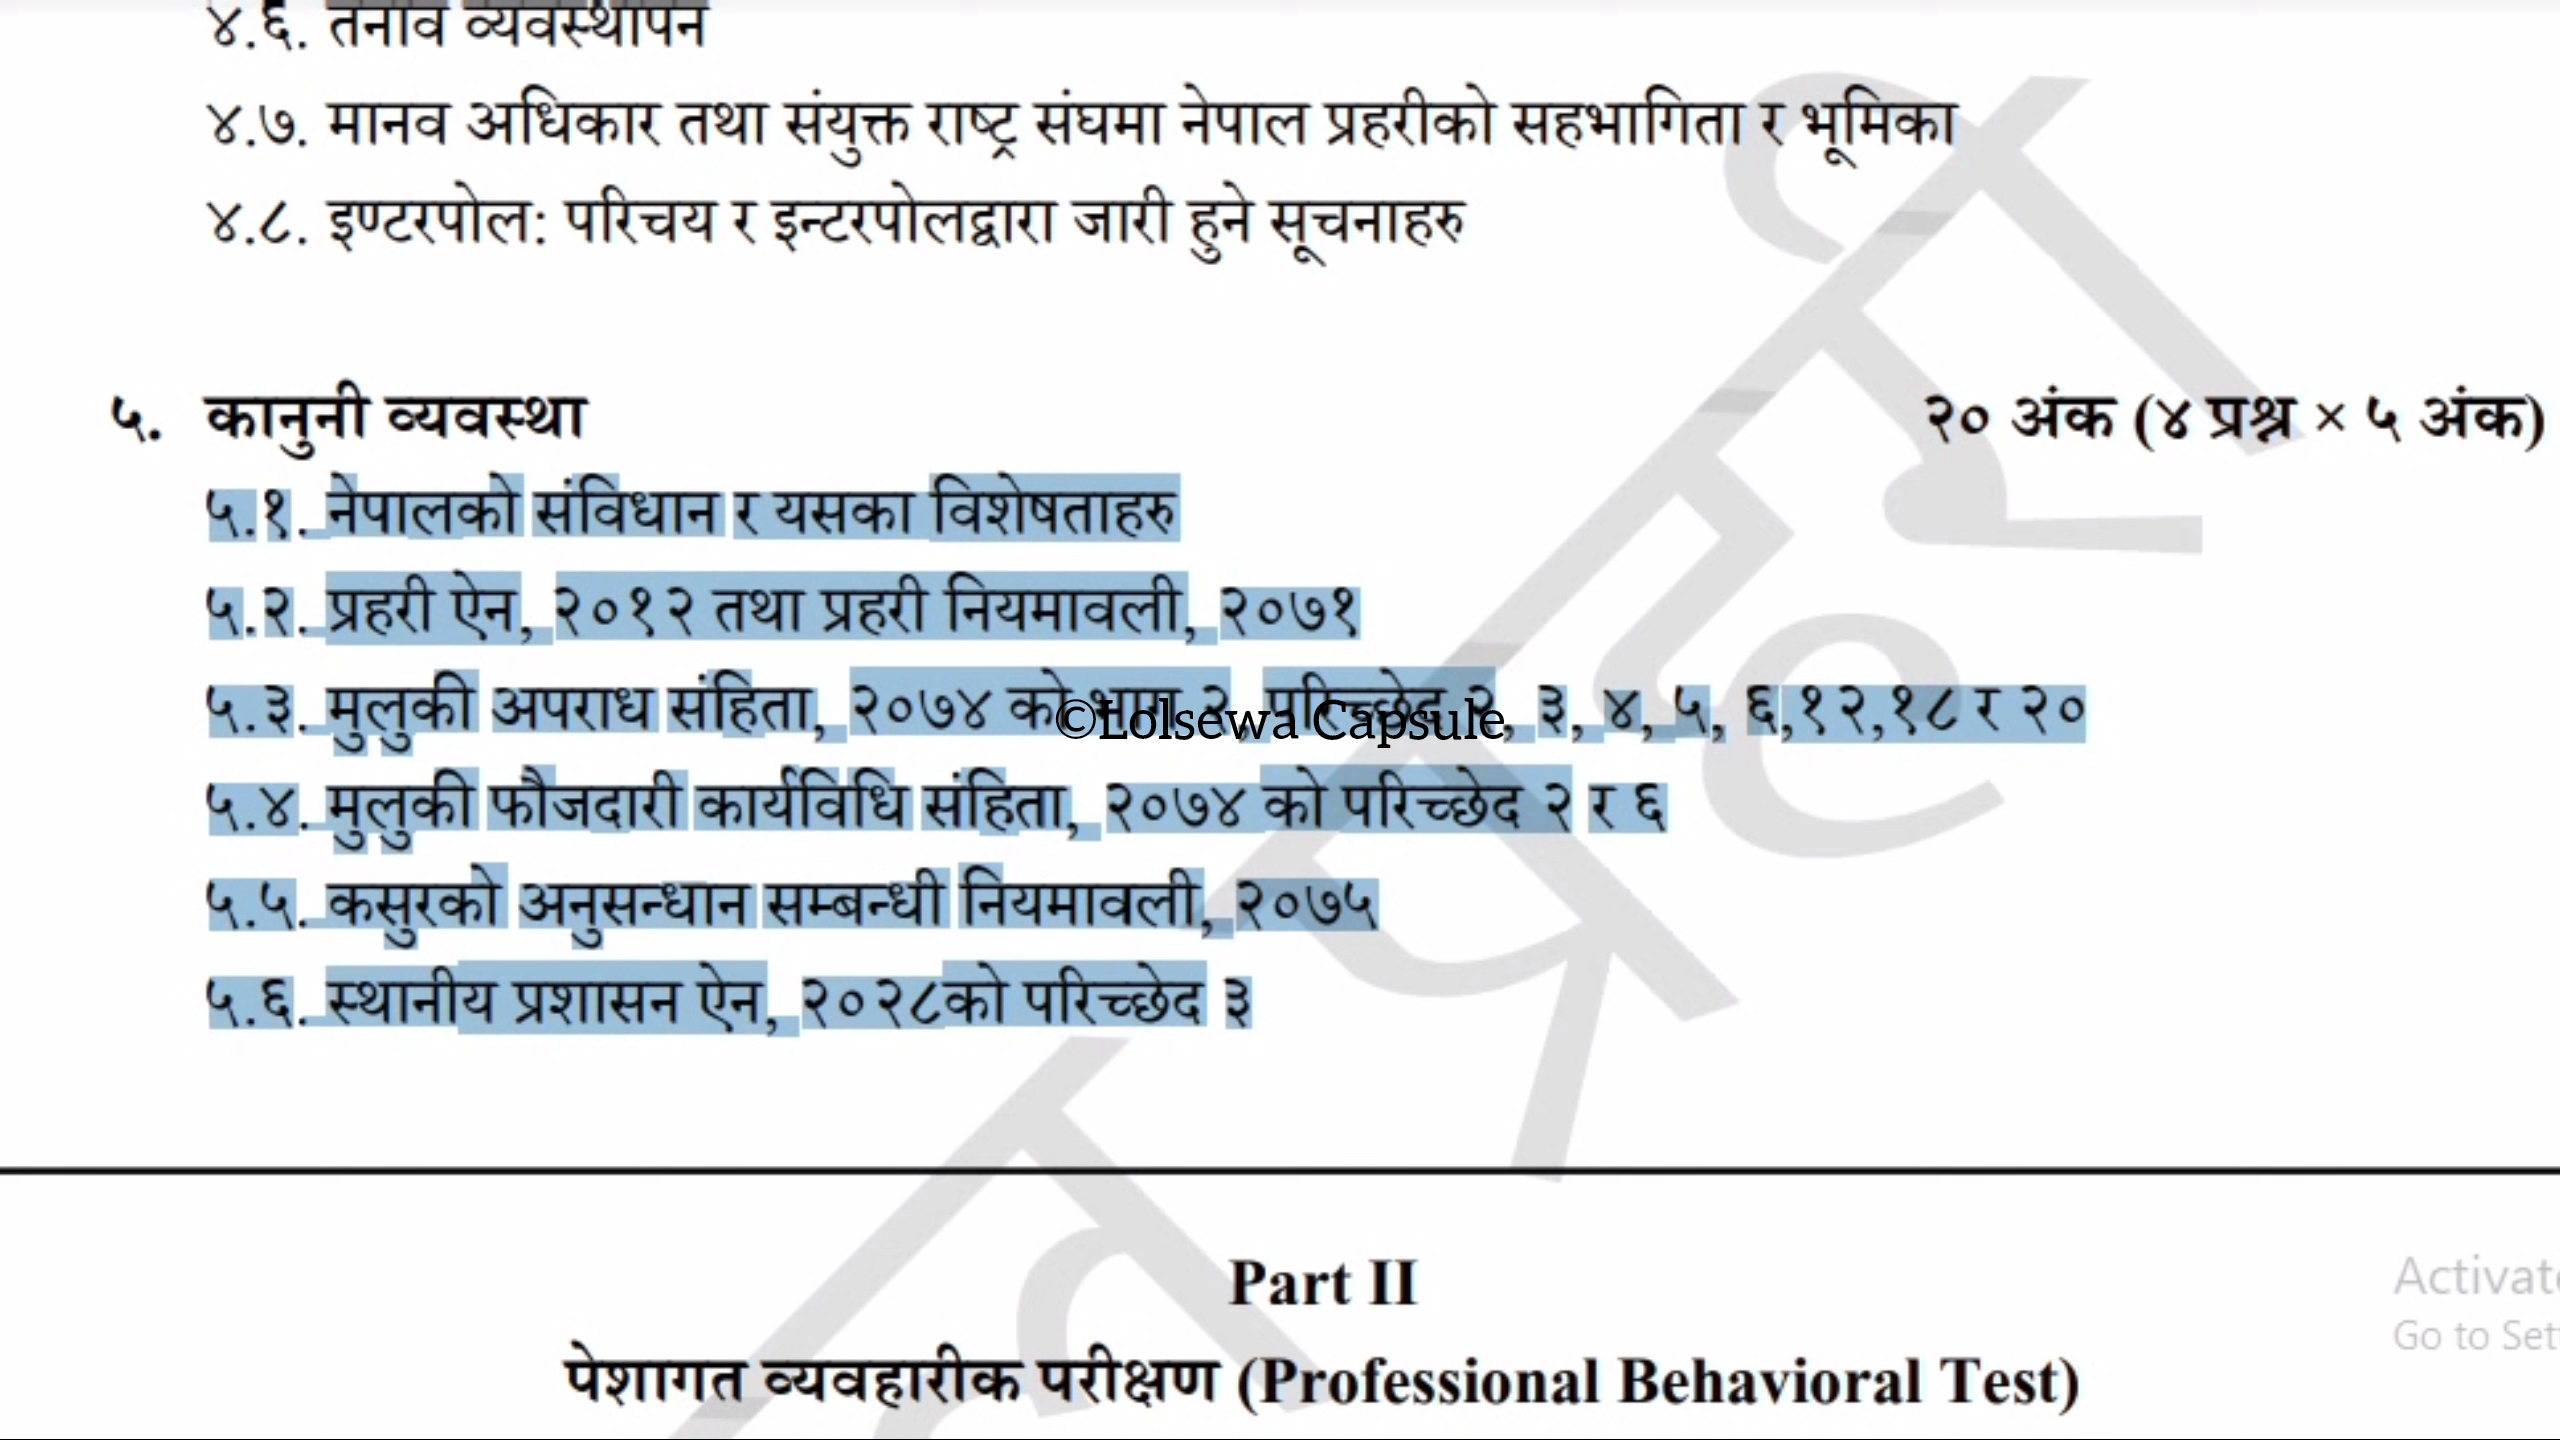 ४.६. तनाव व्यवस्थापन
४.७. मानव अधिकार तथा संयुक्त राष्ट्र संघमा नेपाल प्रहरीको सहभागिता र भूमिका
४.८. इण्टरपोल: परिचय र इन्टरपोलद्वारा जारी हुने सूचनाहरु
५. कानुनी व्यवस्था २० अंक (४ प्रश्न × ५ अंक)
५.१. नेपालको संविधान र यसका विशेषताहरु
५.२. प्रहरी ऐन, २०१२ तथा प्रहरी नियमावली, २०७१
५.३. मुलुकी अपराध संहिता, २०७४ को भाग २, परिच्छेद २, ३, ४, ५, ६,१२,१८ र २०
©Lolsewa Capsule
५.४. मुलुकी फौजदारी कार्यविधि संहिता, २०७४ को परिच्छेद २ र ६
५.५. कसुरको अनुसन्धान सम्बन्धी नियमावली, २०७५
५.६. स्थानीय प्रशासन ऐन, २०२८को परिच्छेद ३
Part II
Go to
पेशागत व्यवहारीक परीक्षण (Professional Behavioral Test)